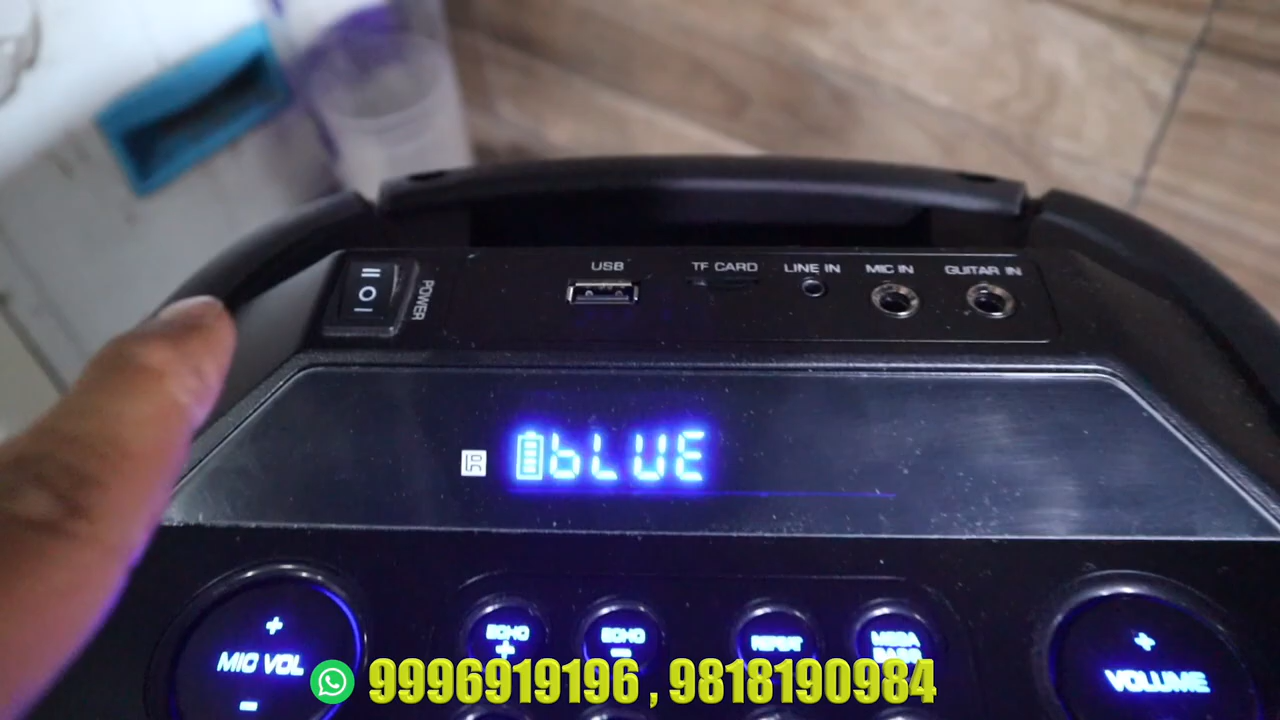 USB TF CARD LINE IN MIC IN GUITAR IN
POWER
bLUE
+ ECHO + ECHO - REPEAT MEGA BASS +
MIC VOL
-
VOLUME
9996919196 , 9818190984